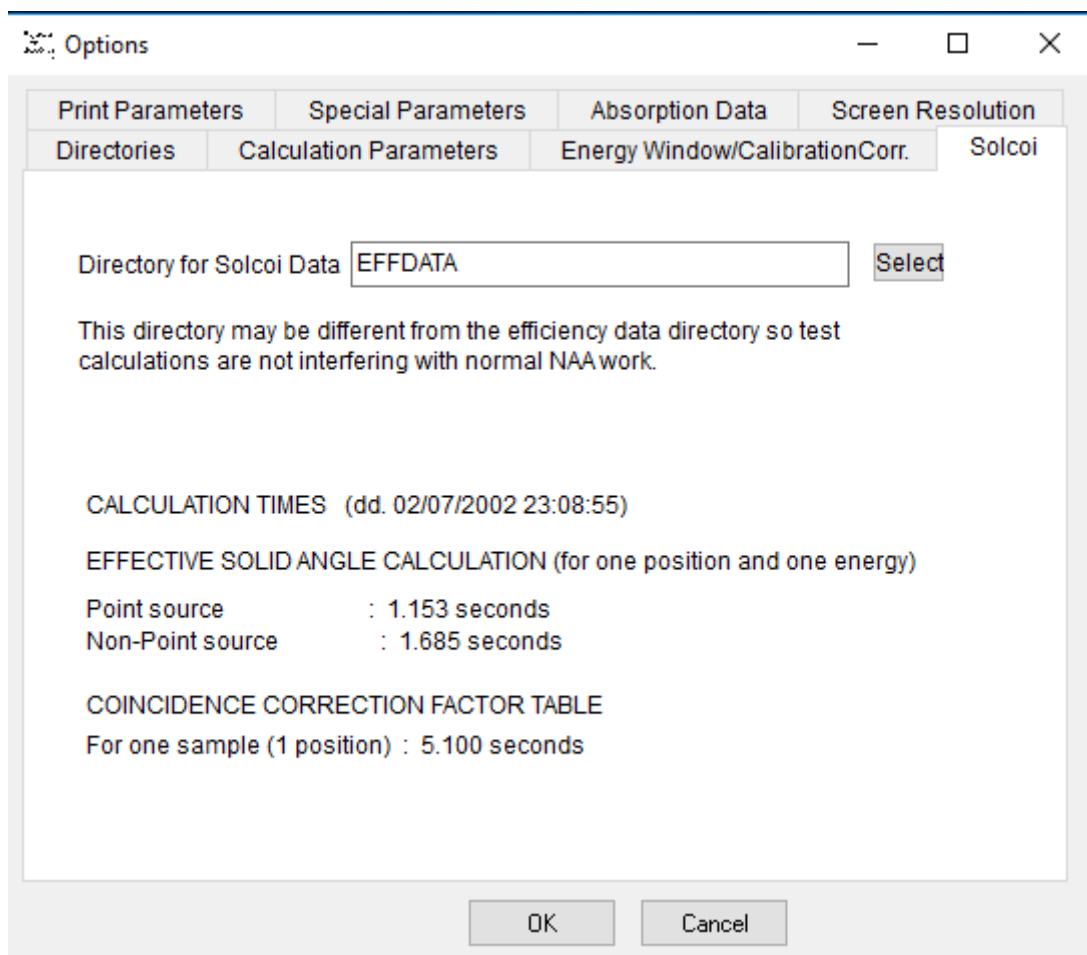 Options
Print Parameters Special Parameters Absorption Data Screen Resolution
Directories Calculation Parameters Energy Window/CalibrationCorr. Solcoi
Directory for Solcoi Data EFFDATA Select
This directory may be different from the efficiency data directory so test
calculations are not interfering with normal NAA work.
CALCULATION TIMES (dd. 02/07/2002 23:08:55)
EFFECTIVE SOLID ANGLE CALCULATION (for one position and one energy)
Point source : 1.153 seconds
Non-Point source : 1.685 seconds
COINCIDENCE CORRECTION FACTOR TABLE
For one sample (1 position) : 5.100 seconds
OK Cancel